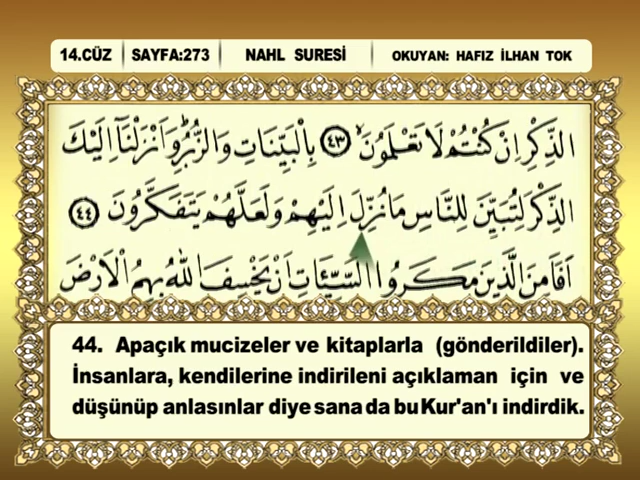 14.CÜZ SAYFA:273 NAHL SURESİ OKUYAN: HAFIZ İLHAN TOK
الذِّكْرِ اِنْ كُنْتُمْ لَا تَعْلَمُونَۙ ﴿٤٣﴾ بِالْبَيِّنَاتِ وَالزُّبُرِۜ وَاَنْزَلْنَٓا اِلَيْكَ
الذِّكْرَ لِتُبَيِّنَ لِلنَّاسِ مَا نُزِّلَ اِلَيْهِمْ وَلَعَلَّهُمْ يَتَفَكَّرُونَ ﴿٤٤﴾
اَفَاَمِنَ الَّذٖينَ مَكَرُوا السَّيِّـَٔاتِ اَنْ يَخْسِفَ اللّٰهُ بِهِمُ الْاَرْضَ
44. Apaçık mucizeler ve kitaplarla (gönderildiler).
İnsanlara, kendilerine indirileni açıklaman için ve
düşünüp anlasınlar diye sana da bu Kur'an'ı indirdik.